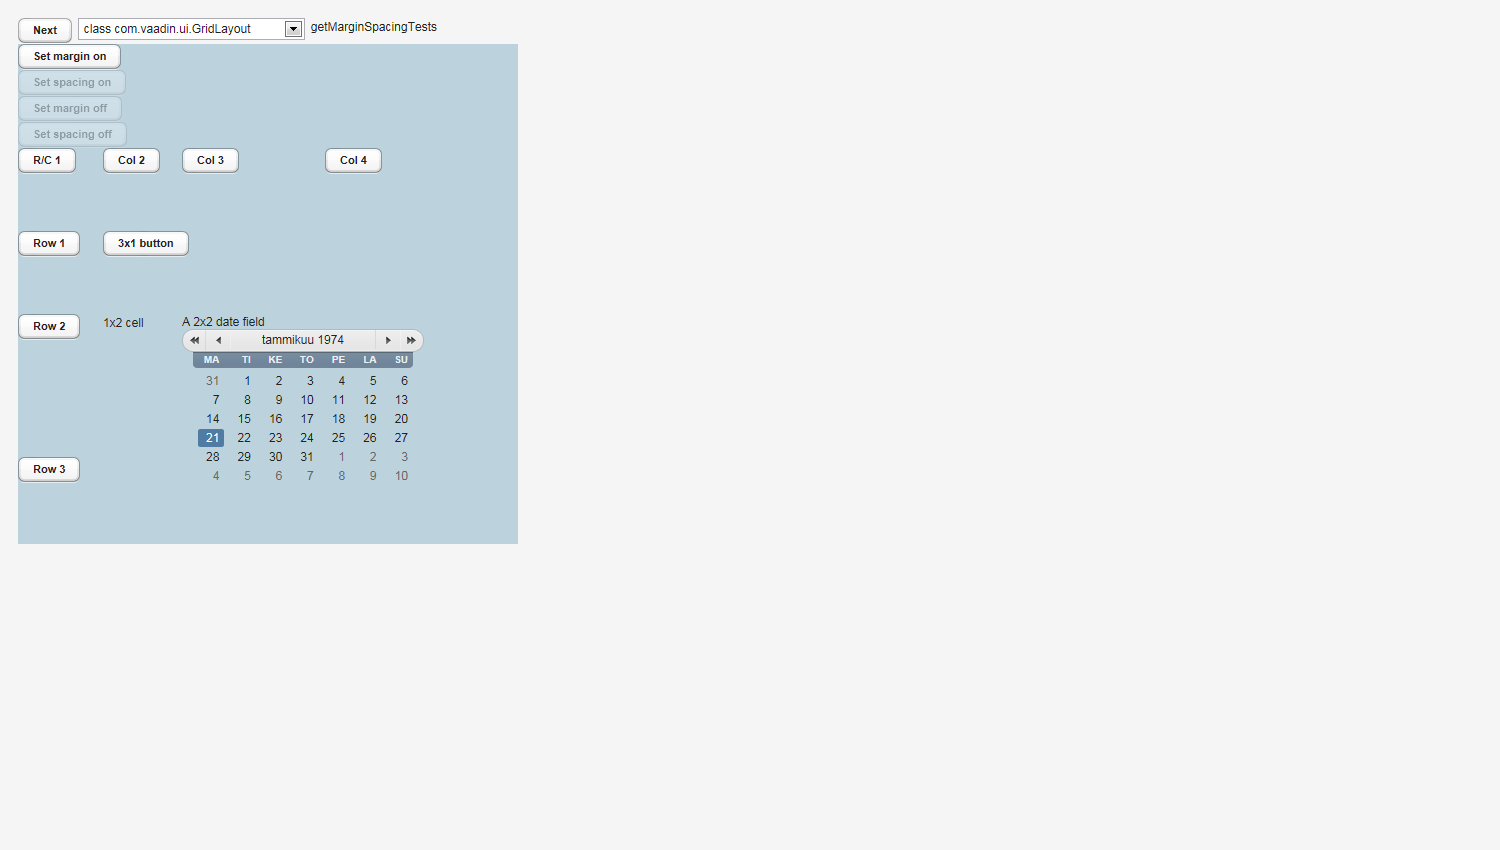 Next class com.vaadin.ui.GridLayout getMarginSpacingTests
Set margin on
Set spacing on
Set margin off
Set spacing off
R/C 1 Col 2 Col 3 Col 4
Row 1 3x1 button
Row 2 1x2 cell A 2x2 date field
tammikuu 1974
MA TI KE TO PE LA SU
31 1 2 3 4 5 6
7 8 9 10 11 12 13
14 15 16 17 18 19 20
21 22 23 24 25 26 27
28 29 30 31 1 2 3
Row 3
4 5 6 7 8 9 10